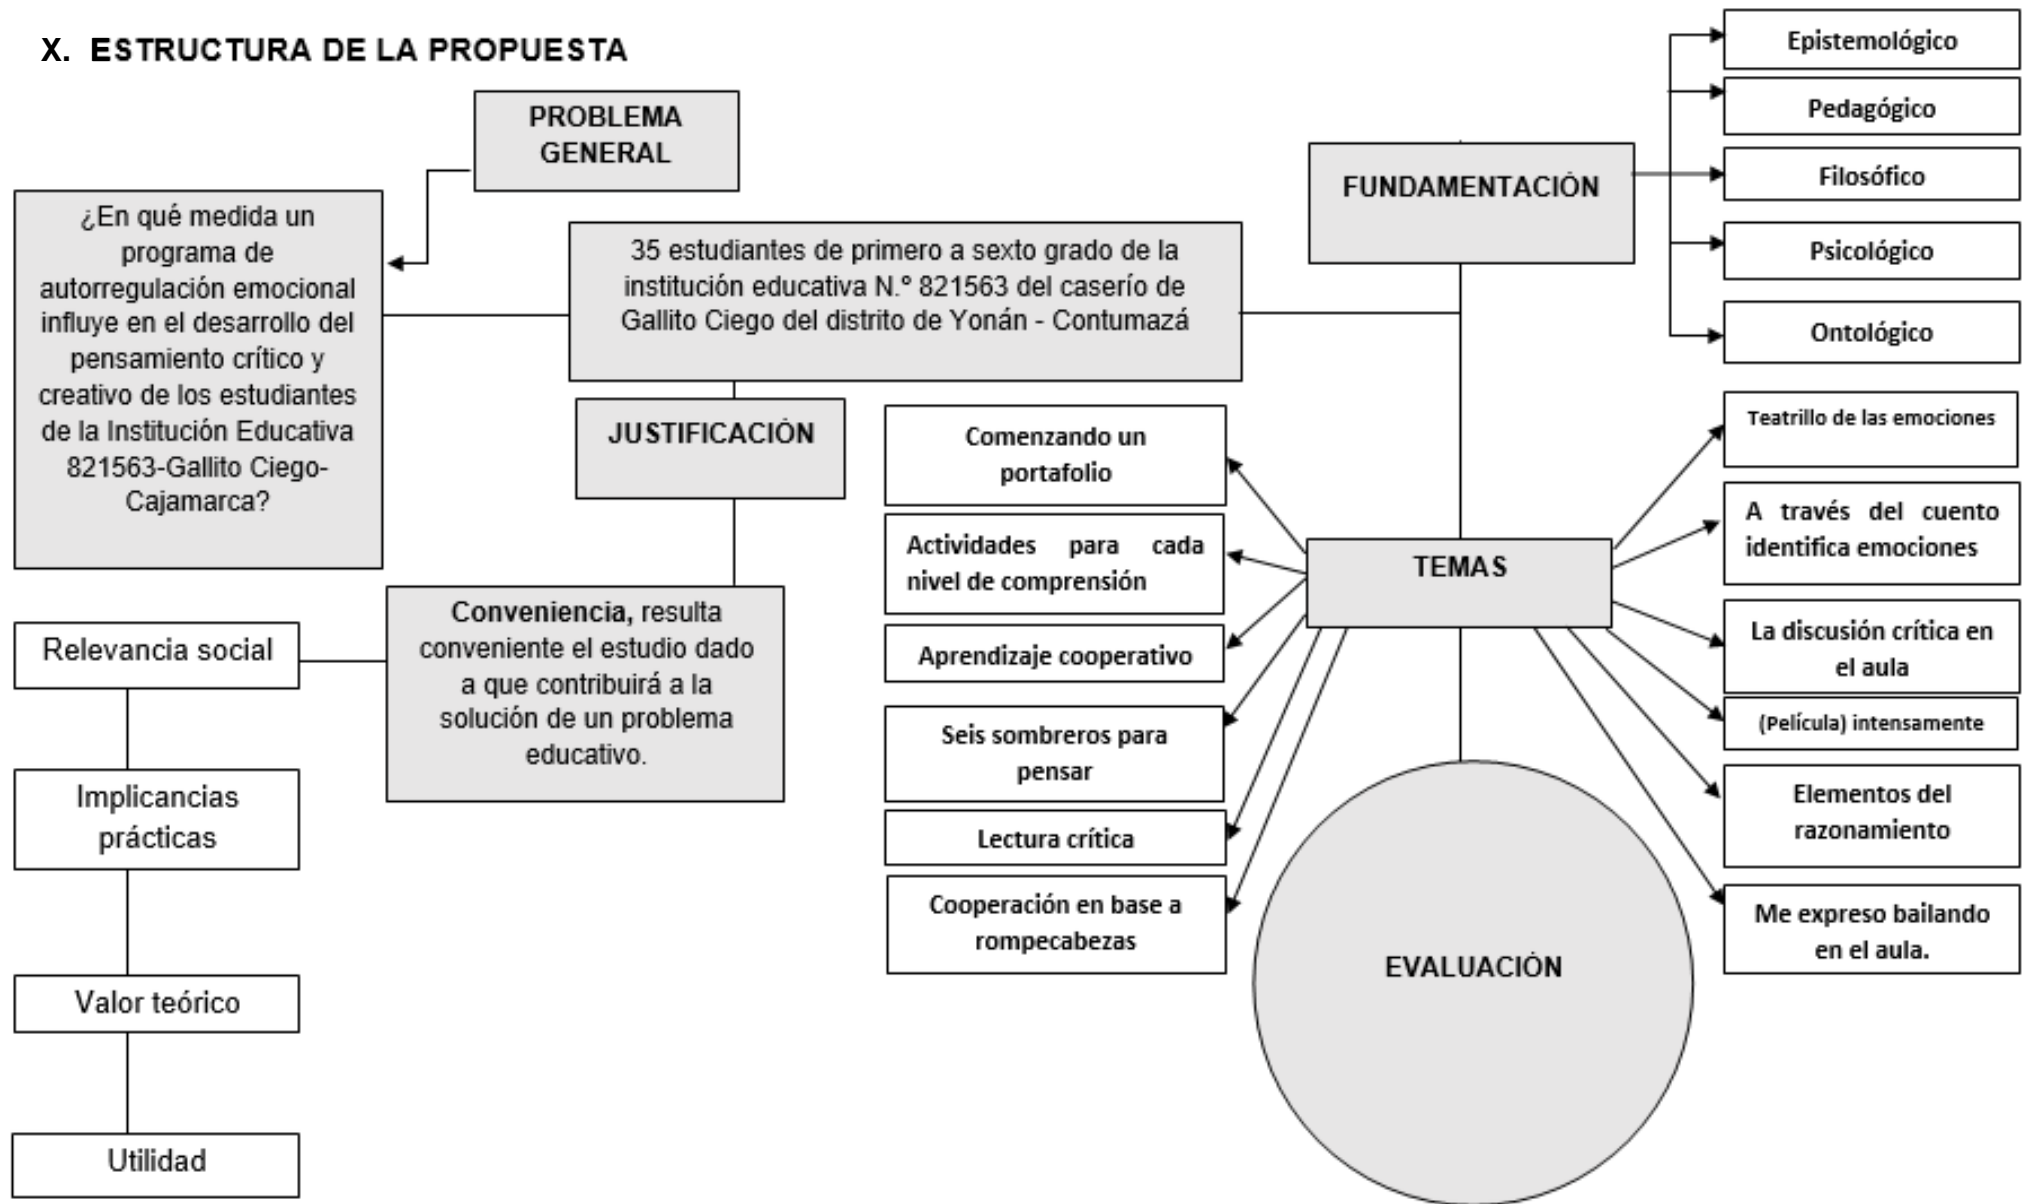 X. ESTRUCTURA DE LA PROPUESTA
PROBLEMA
GENERAL
¿En qué medida un
programa de
autorregulación emocional
influye en el desarrollo del
pensamiento crítico y
creativo de los estudiantes
de la Institución Educativa
821563-Gallito Ciego-
Cajamarca?
35 estudiantes de primero a sexto grado de la
institución educativa N.º 821563 del caserío de
Gallito Ciego del distrito de Yonán - Contumazá
JUSTIFICACIÓN
Conveniencia, resulta
conveniente el estudio dado
a que contribuirá a la
solución de un problema
educativo.
Relevancia social
Implicancias
prácticas
Valor teórico
Utilidad
FUNDAMENTACIÓN
Epistemológico
Pedagógico
Filosófico
Psicológico
Ontológico
TEMAS
Comenzando un
portafolio
Actividades para cada
nivel de comprensión
Aprendizaje cooperativo
Seis sombreros para
pensar
Lectura crítica
Cooperación en base a
rompecabezas
Teatrillo de las emociones
A través del cuento
identifica emociones
La discusión crítica en
el aula
(Película) intensamente
Elementos del
razonamiento
Me expreso bailando
en el aula.
EVALUACIÓN